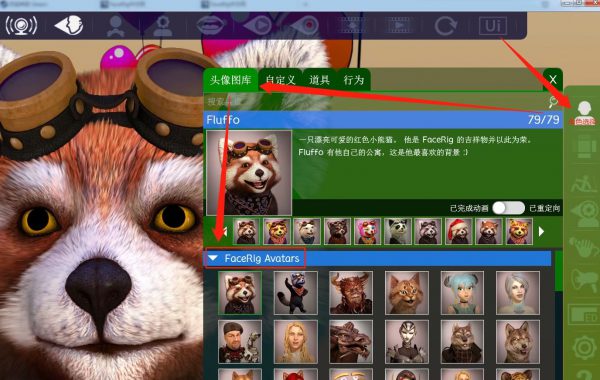 Ui
头像图库 自定义 道具 行为 X
搜索
Fluffo 79/79
一只漂亮可爱的红色小熊猫。 他是 FaceRig 的吉祥物并以此为荣。
Fluffo 有他自己的公寓，这是他最喜欢的背景 :)
已完成动画 已重定向
FaceRig Avatars